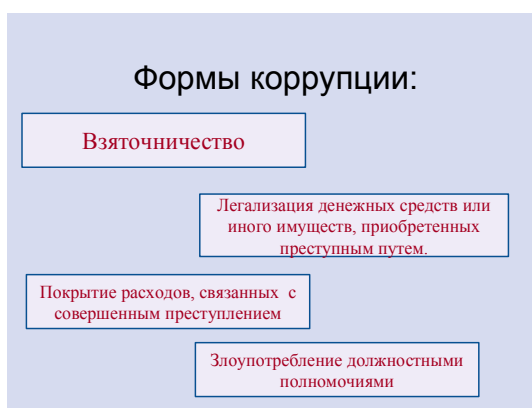 Формы коррупции:
Взяточничество
Легализация денежных средств или
иного имуществ, приобретенных
преступным путем.
Покрытие расходов, связанных с
совершенным преступлением
Злоупотребление должностными
полномочиями